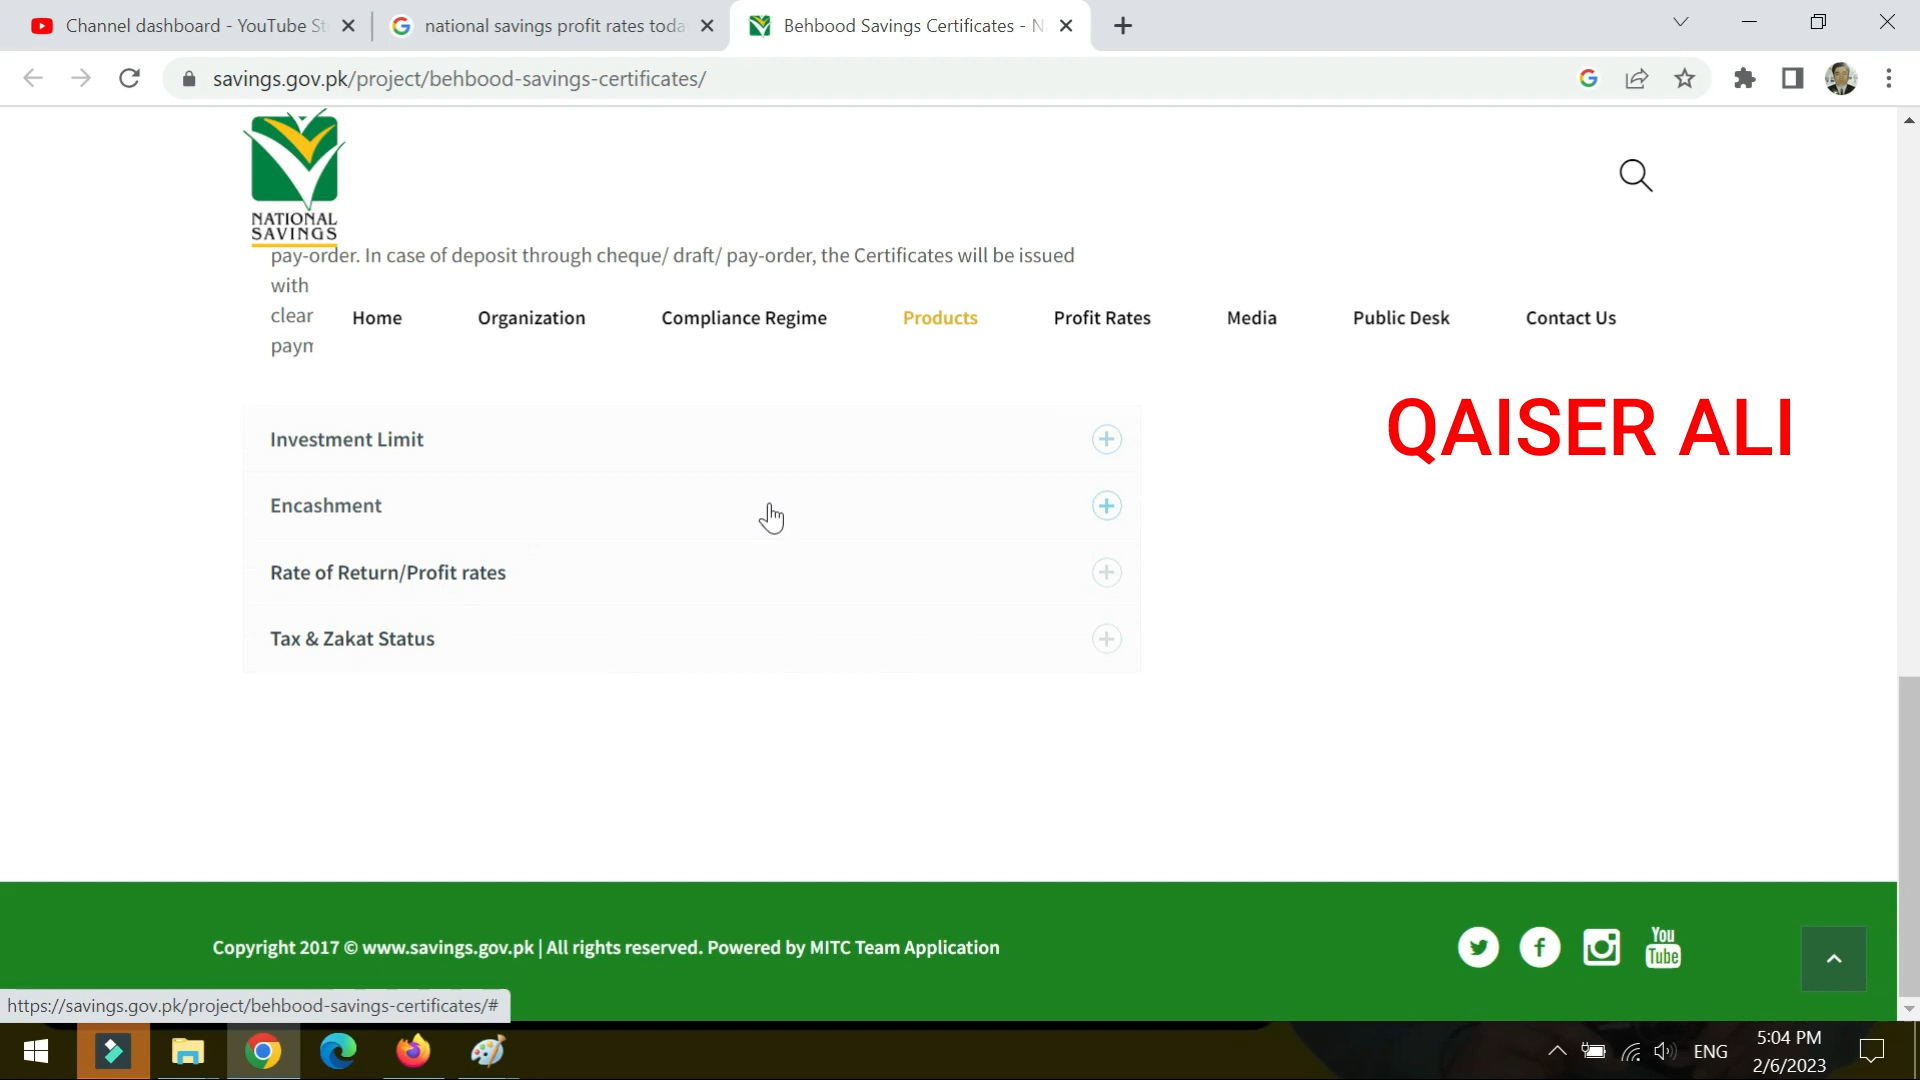 Channel dashboard - YouTube St
national savings profit rates toda
Behbood Savings Certificates - N
savings.gov.pk/project/behbood-savings-certificates/
NATIONAL
SAVINGS
pay-order. In case of deposit through cheque/ draft/ pay-order, the Certificates will be issued
with
clear
paym
Home Organization Compliance Regime Products Profit Rates Media Public Desk Contact Us
QAISER ALI
Investment Limit
Encashment
Rate of Return/Profit rates
Tax & Zakat Status
Copyright 2017 © www.savings.gov.pk | All rights reserved. Powered by MITC Team Application
You
Tube
https://savings.gov.pk/project/behbood-savings-certificates/#
ENG
5:04 PM
2/6/2023